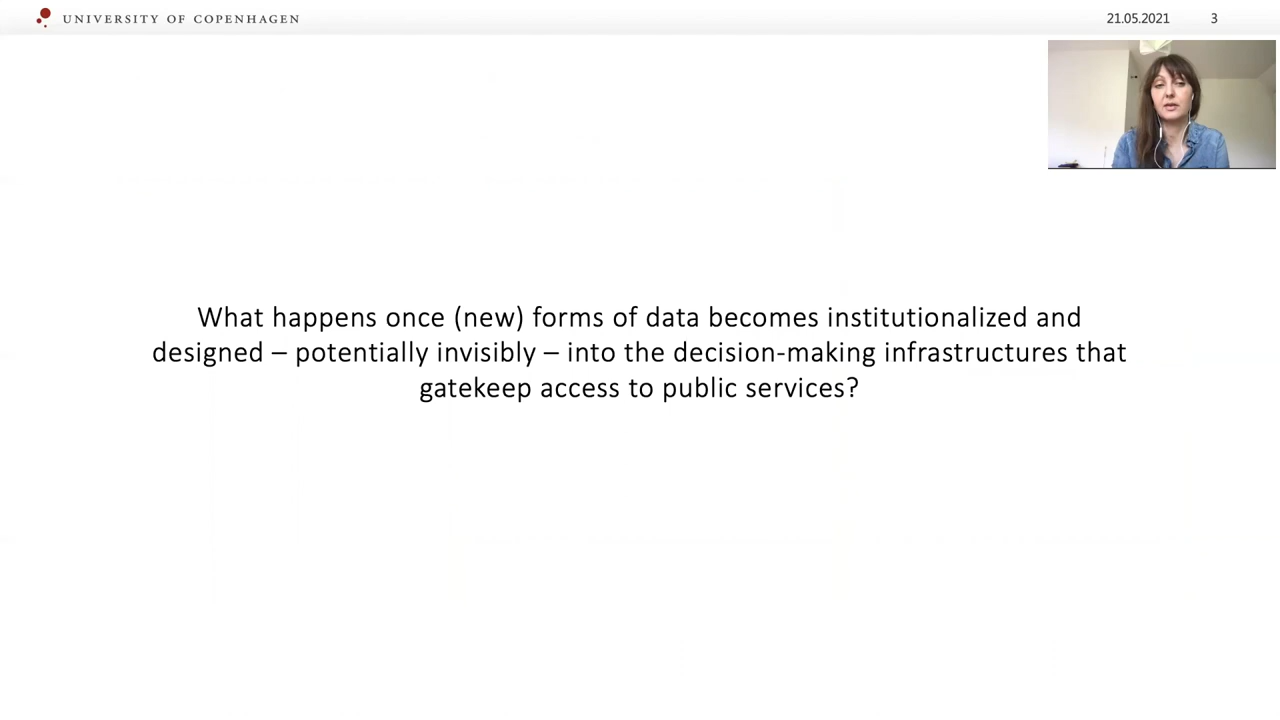 UNIVERSITY OF COPENHAGEN
21.05.2021 3
What happens once (new) forms of data becomes institutionalized and
designed – potentially invisibly – into the decision-making infrastructures that
gatekeep access to public services?